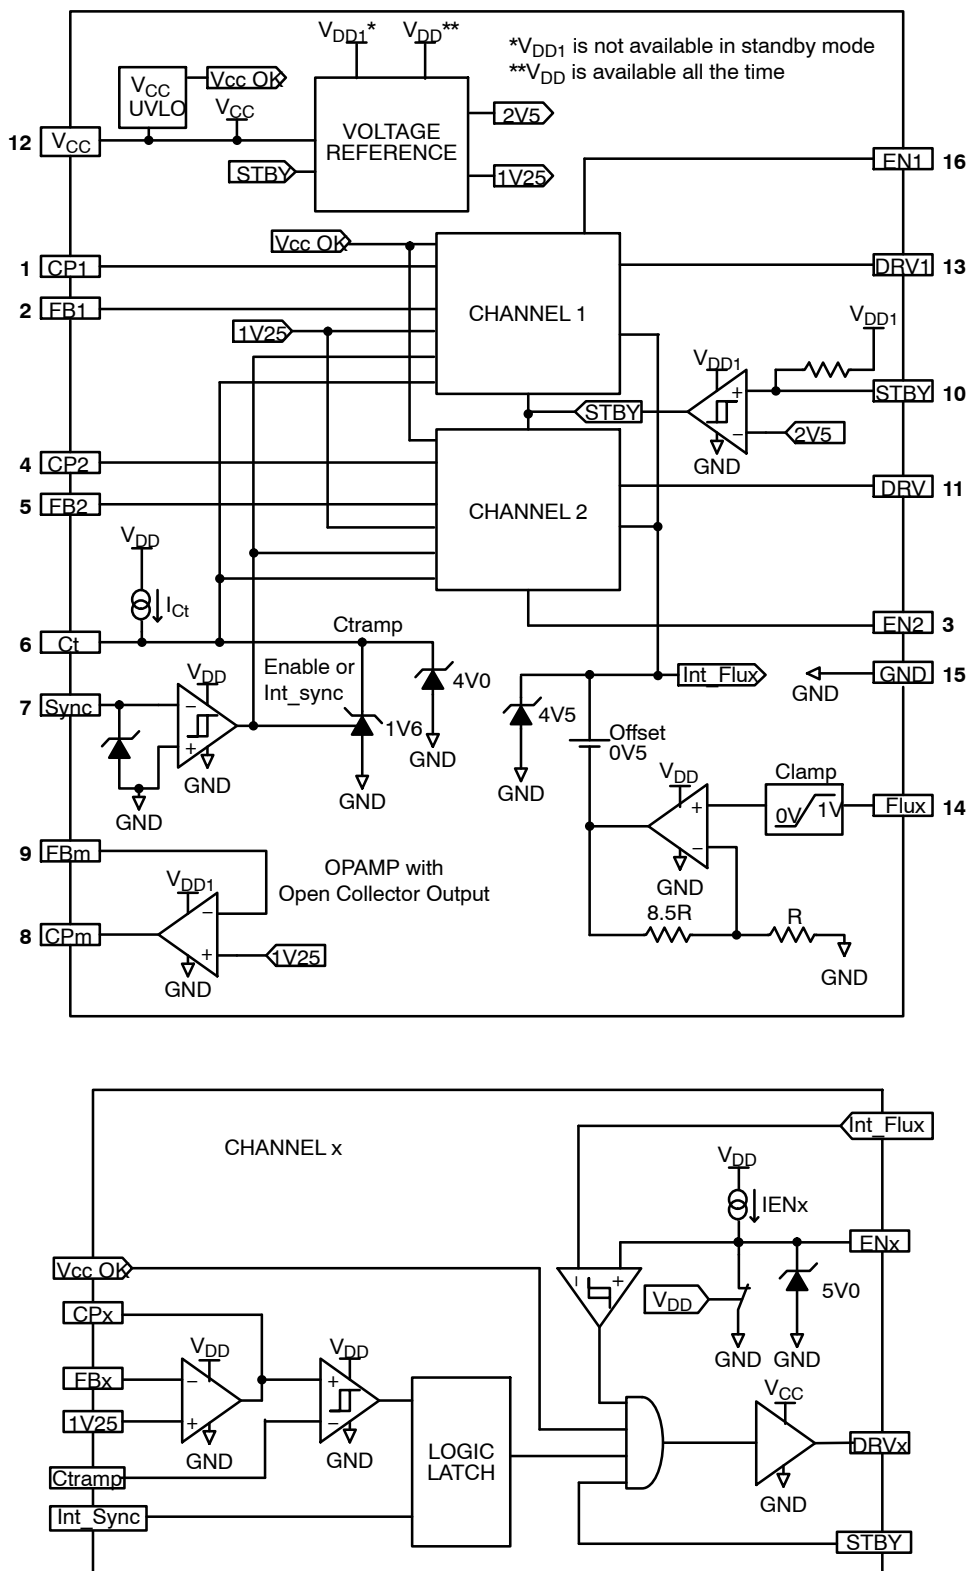 VDD1*
VDD**
*VDD1 is not available in standby mode
**VDD is available all the time
VCC
UVLO
Vcc OK
VCC
12
VCC
VOLTAGE
REFERENCE
2V5
STBY
1V25
EN1
16
Vcc OK
1
CP1
DRV1
13
2
FB1
CHANNEL 1
1V25
VDD1
VDD1
+
STBY
10
STBY
−
2V5
GND
4
CP2
DRV
11
5
FB2
CHANNEL 2
VDD
ICt
EN2
3
6
Ct
Ctramp
GND
15
Int_Flux
GND
Enable or
Int_sync
4V0
VDD
7
Sync
−
1V6
4V5
Offset
0V5
+
GND
GND
GND
GND
GND
VDD
Clamp
+
0V
1V
Flux
14
−
GND
9
FBm
OPAMP with
Open Collector Output
VDD1
−
8.5R
R
8
CPm
+
1V25
GND
GND
CHANNEL x
Int_Flux
VDD
IENx
ENx
Vcc OK
−
+
5V0
VDD
CPx
GND
GND
VDD
VDD
FBx
−
+
VCC
1V25
+
−
GND
GND
LOGIC
LATCH
DRVx
Ctramp
GND
Int_Sync
STBY